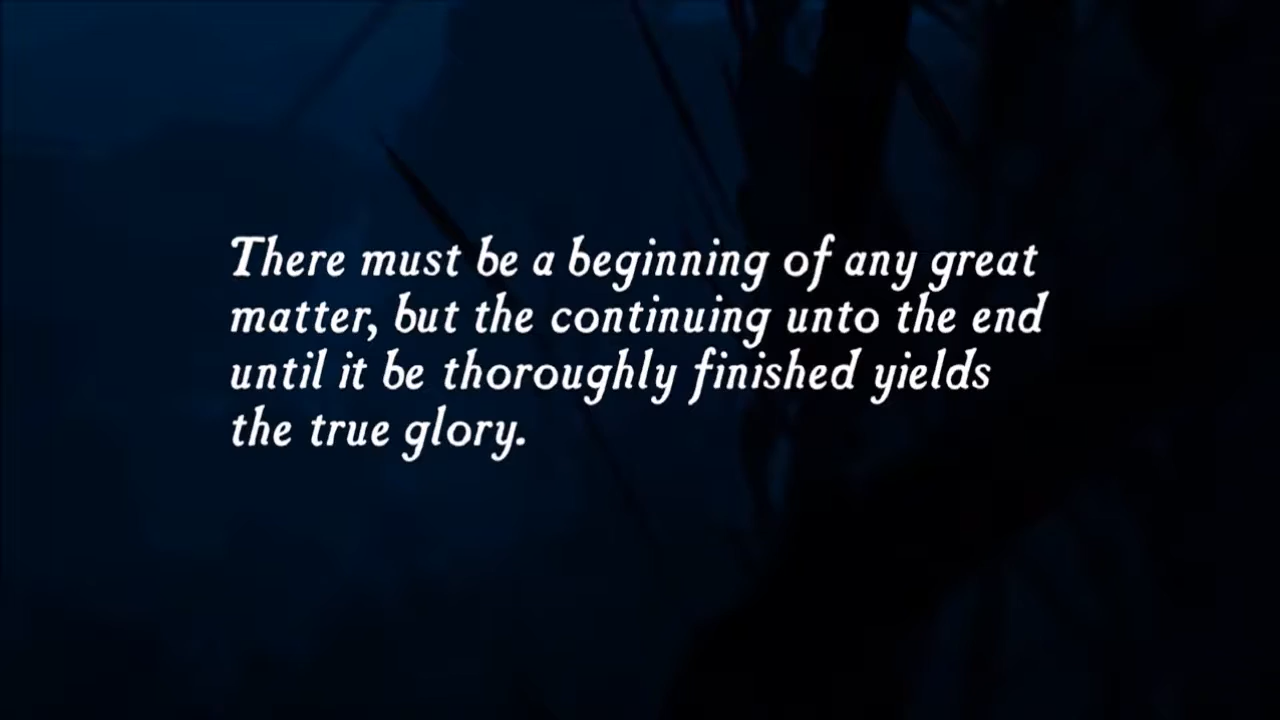 There must be a beginning of any great
matter, but the continuing unto the end
until it be thoroughly finished yields
the true glory.